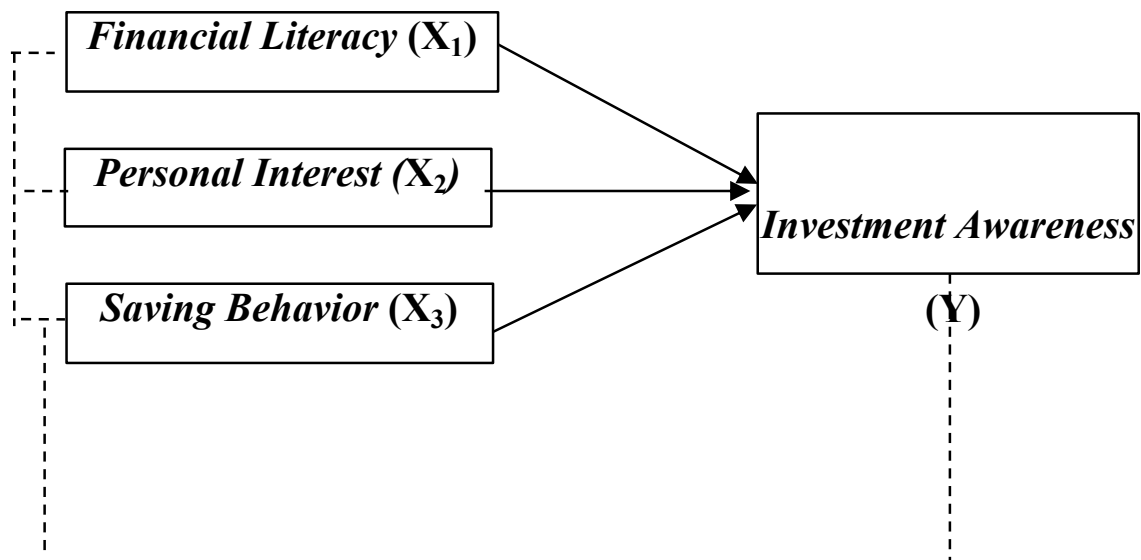 Financial Literacy (X₁)
Personal Interest (X₂)
Investment Awareness
(Y)
Saving Behavior (X₃)